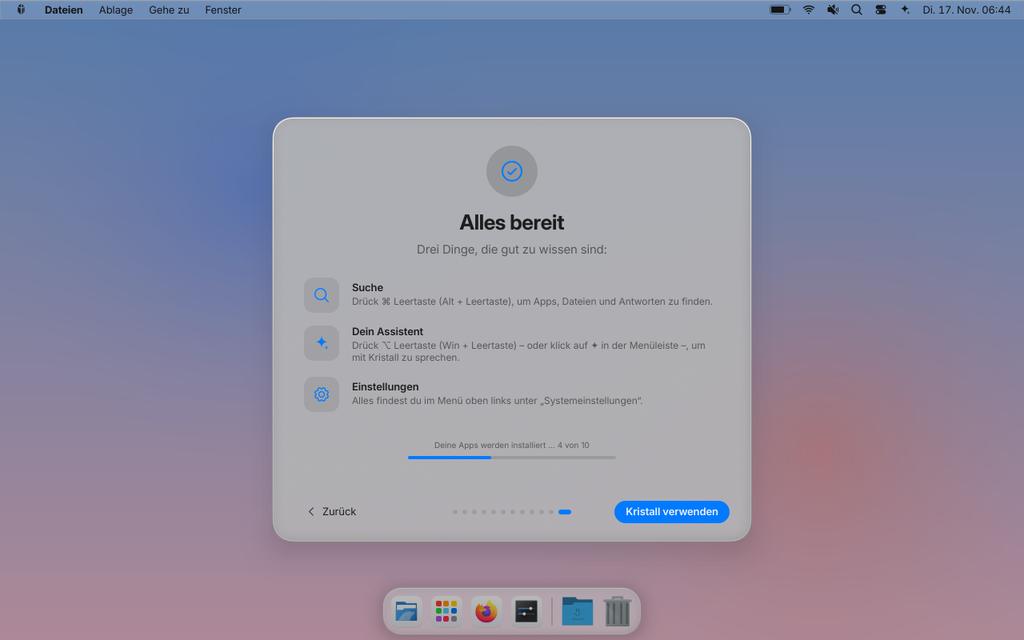 Dateien Ablage Gehe zu Fenster Di. 17. Nov. 06:44
Alles bereit
Drei Dinge, die gut zu wissen sind:
Suche
Drück ⌘ Leertaste (Alt + Leertaste), um Apps, Dateien und Antworten zu finden.
Dein Assistent
Drück ⌥ Leertaste (Win + Leertaste) – oder klick auf ✦ in der Menüleiste –, um
mit Kristall zu sprechen.
Einstellungen
Alles findest du im Menü oben links unter „Systemeinstellungen“.
Deine Apps werden installiert ... 4 von 10
Zurück
Kristall verwenden